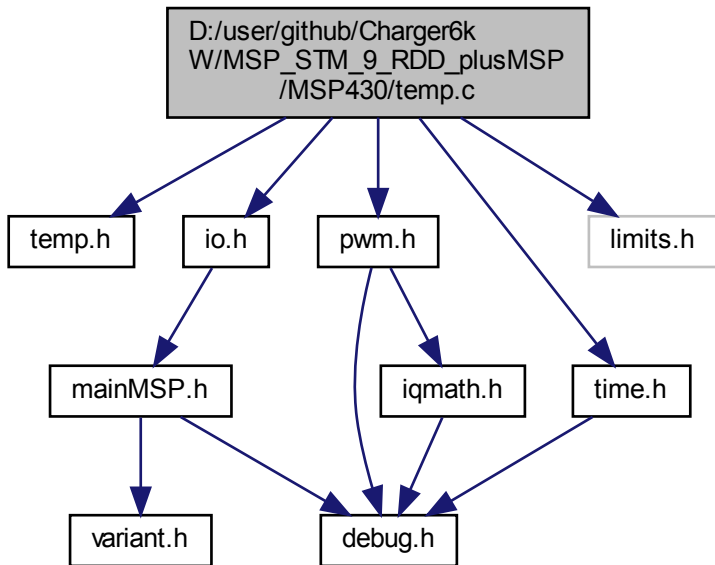 D:/user/github/Charger6k
W/MSP_STM_9_RDD_plusMSP
/MSP430/temp.c
temp.h
io.h
pwm.h
limits.h
mainMSP.h
iqmath.h
time.h
variant.h
debug.h